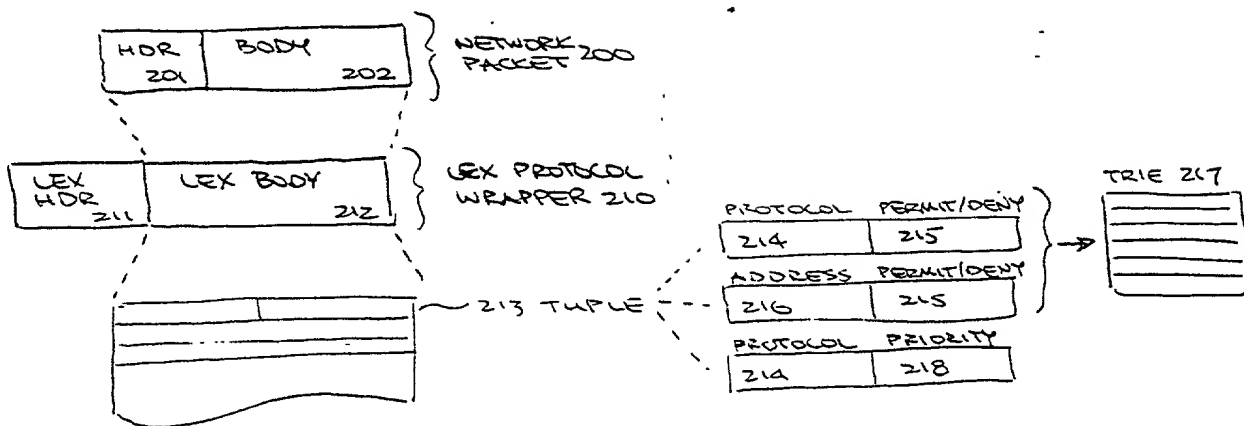 HDR
201
BODY
202
NETWORK
PACKET 200
LEX
HDR
211
LEX BODY
212
LEX PROTOCOL
WRAPPER 210
213 TUPLE
PROTOCOL PERMIT/DENY
214 215
ADDRESS PERMIT/DENY
216 215
PROTOCOL PRIORITY
214 218
TRIE 217